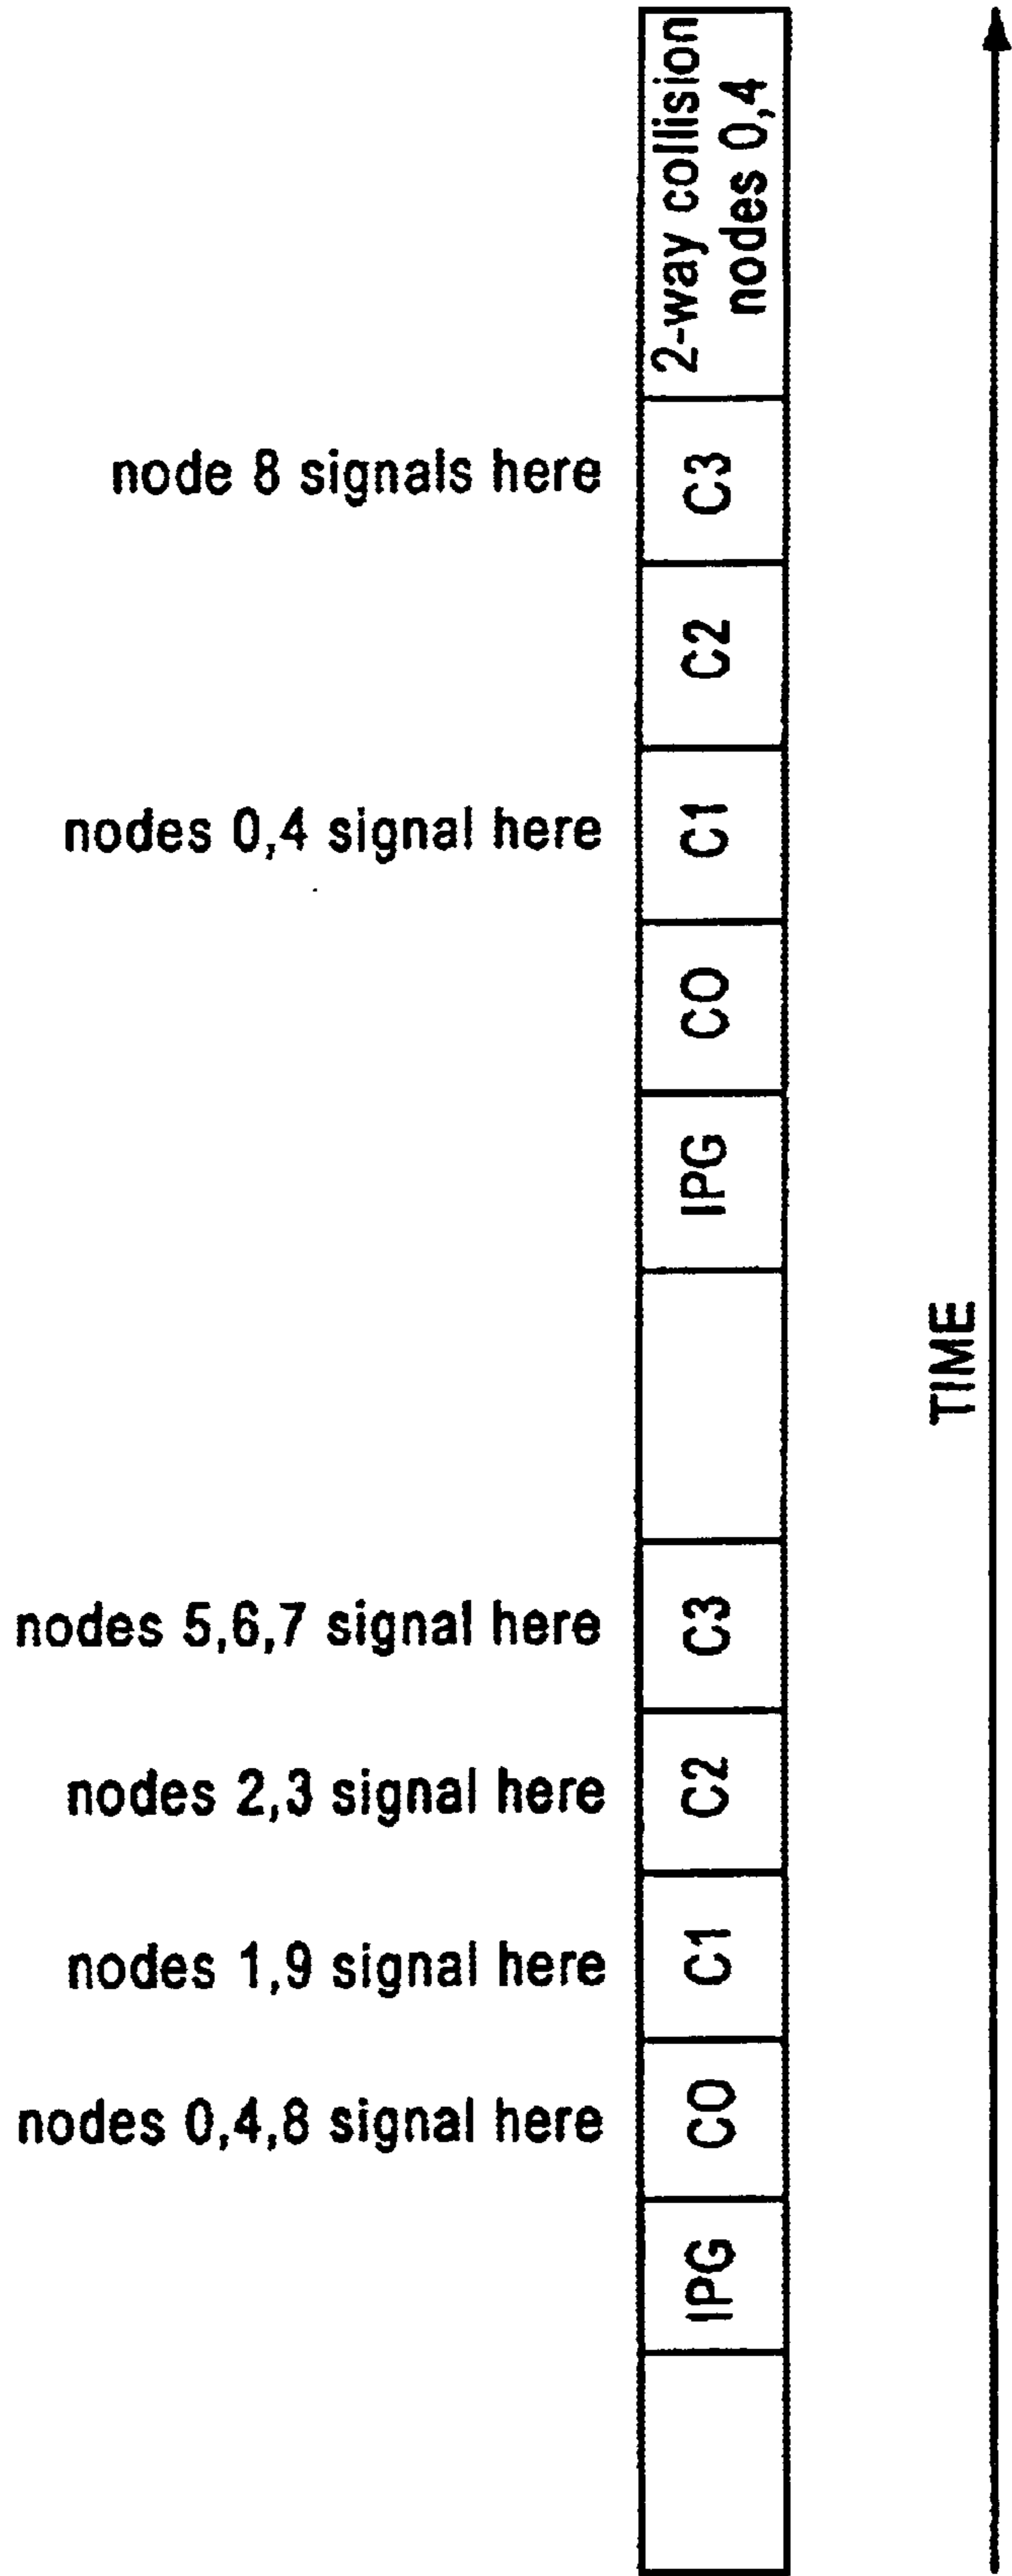 2-way collision
nodes 0,4
node 8 signals here
C3
C2
nodes 0,4 signal here
C1
C0
IPG
TIME
nodes 5,6,7 signal here
C3
nodes 2,3 signal here
C2
nodes 1,9 signal here
C1
nodes 0,4,8 signal here
C0
IPG